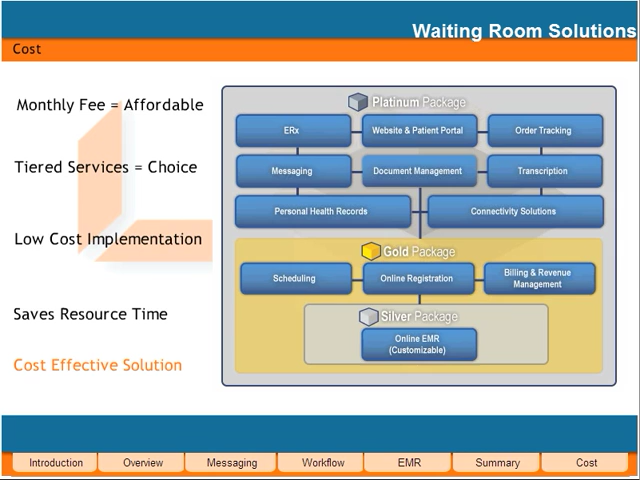 Waiting Room Solutions
Cost
Monthly Fee = Affordable
Tiered Services = Choice
Low Cost Implementation
Saves Resource Time
Cost Effective Solution
Platinum Package
ERx
Website & Patient Portal
Order Tracking
Messaging
Document Management
Transcription
Personal Health Records
Connectivity Solutions
Gold Package
Scheduling
Online Registration
Billing & Revenue
Management
Silver Package
Online EMR
(Customizable)
Introduction
Overview
Messaging
Workflow
EMR
Summary
Cost